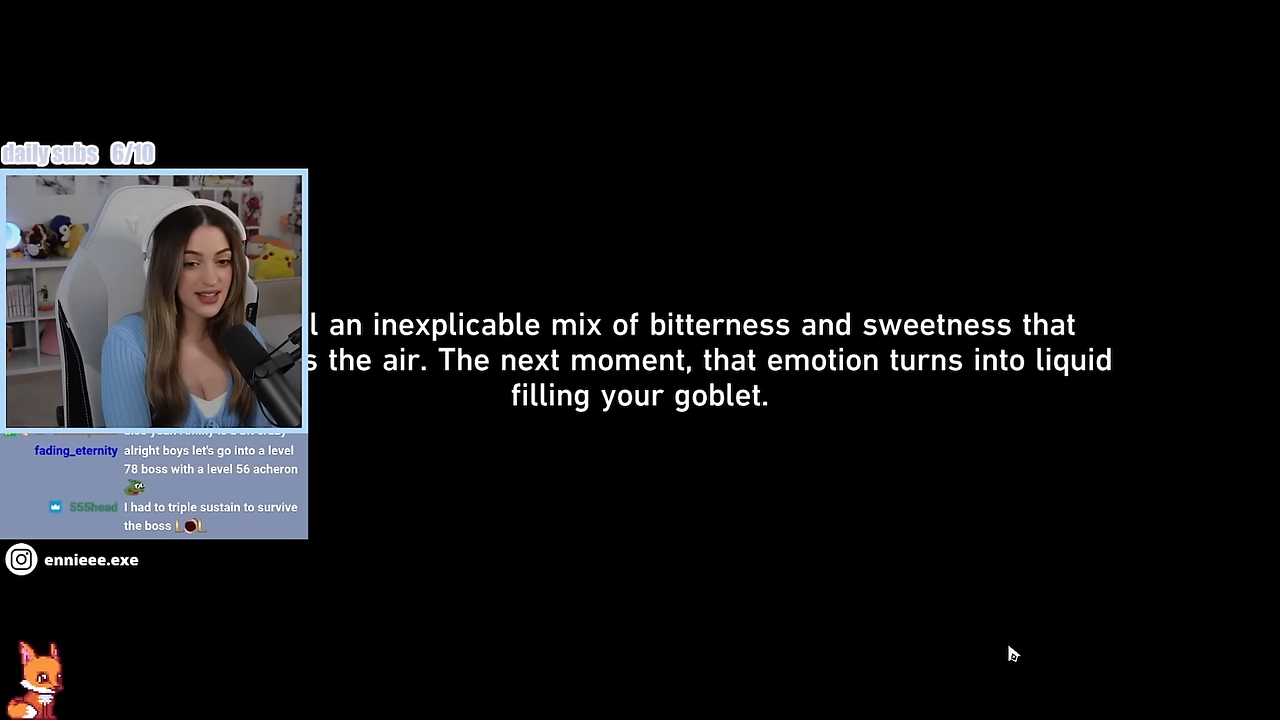 daily subs 6/10
l an inexplicable mix of bitterness and sweetness that
s the air. The next moment, that emotion turns into liquid
filling your goblet.
fading_eternity alright boys let's go into a level
78 boss with a level 56 acheron
555head I had to triple sustain to survive
the boss
ennieee.exe